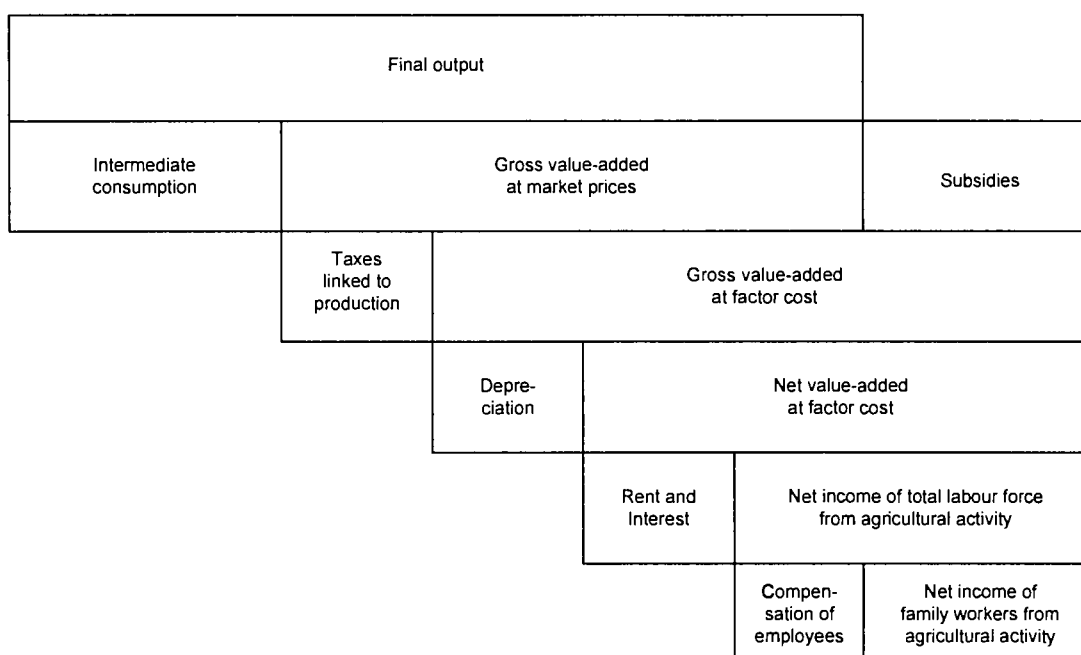 Final output
Intermediate
consumption
Gross value-added
at market prices
Subsidies
Taxes
linked to
production
Gross value-added
at factor cost
Depre-
ciation
Net value-added
at factor cost
Rent and
Interest
Net income of total labour force
from agricultural activity
Compen-
sation of
employees
Net income of
family workers from
agricultural activity